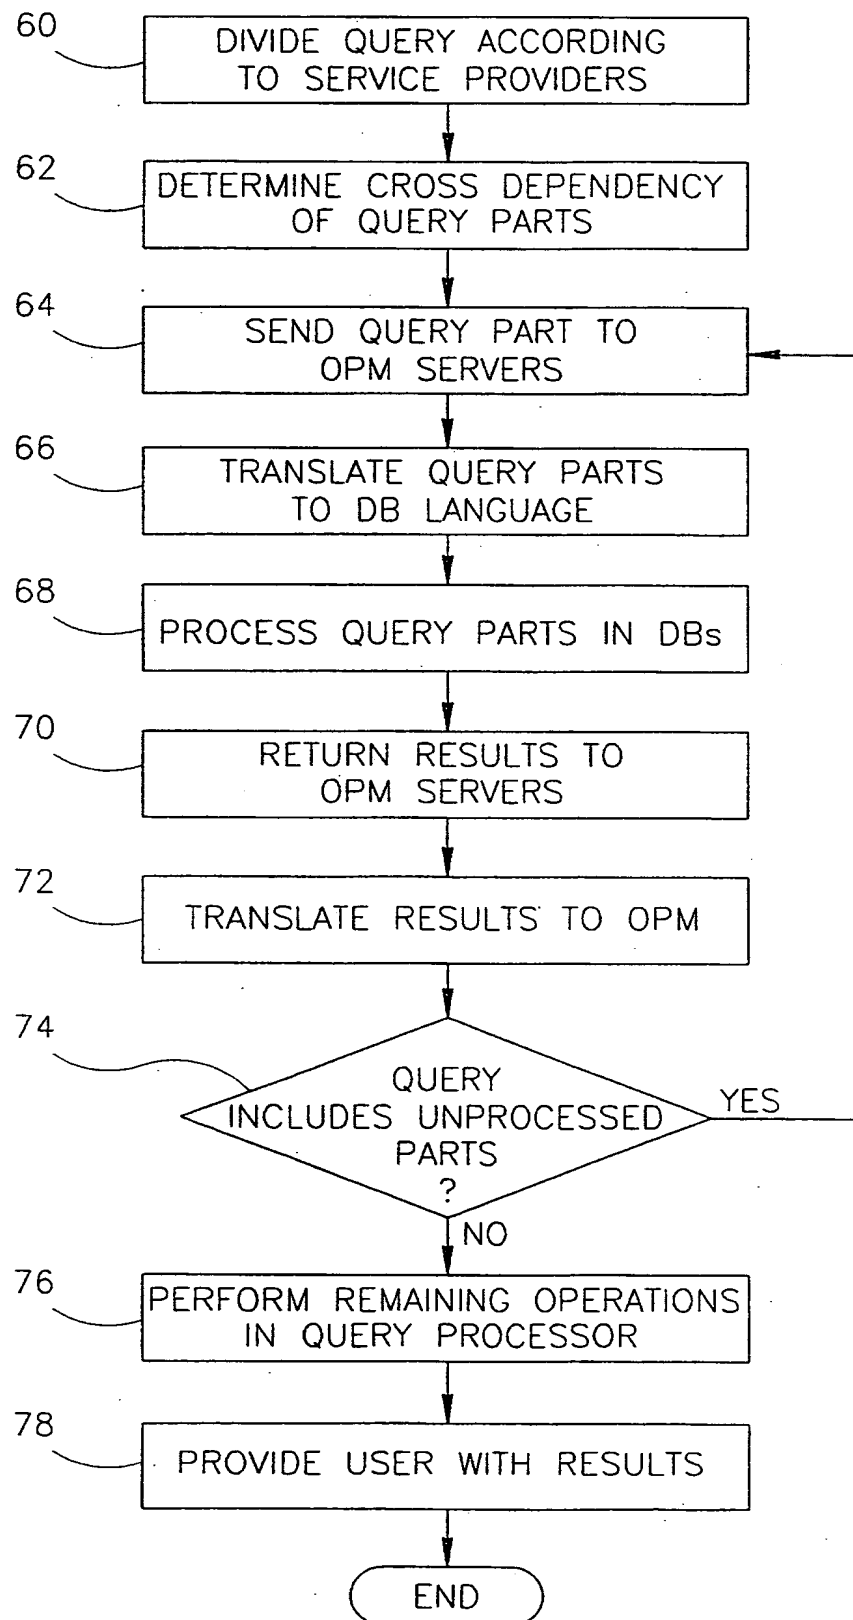 60
DIVIDE QUERY ACCORDING
TO SERVICE PROVIDERS
62
DETERMINE CROSS DEPENDENCY
OF QUERY PARTS
64
SEND QUERY PART TO
OPM SERVERS
66
TRANSLATE QUERY PARTS
TO DB LANGUAGE
68
PROCESS QUERY PARTS IN DBs
70
RETURN RESULTS TO
OPM SERVERS
72
TRANSLATE RESULTS TO OPM
74
QUERY
INCLUDES UNPROCESSED
PARTS
?
YES
NO
76
PERFORM REMAINING OPERATIONS
IN QUERY PROCESSOR
78
PROVIDE USER WITH RESULTS
END